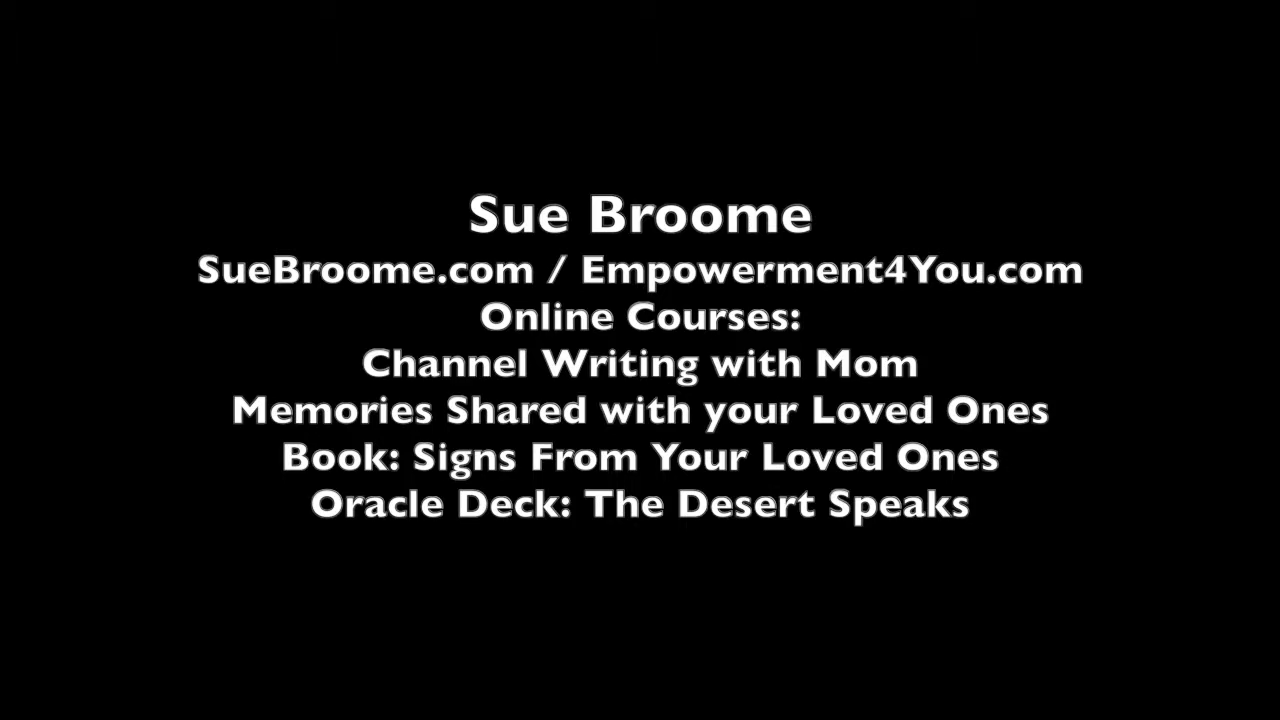 Sue Broome
SueBroome.com / Empowerment4You.com
Online Courses:
Channel Writing with Mom
Memories Shared with your Loved Ones
Book: Signs From Your Loved Ones
Oracle Deck: The Desert Speaks